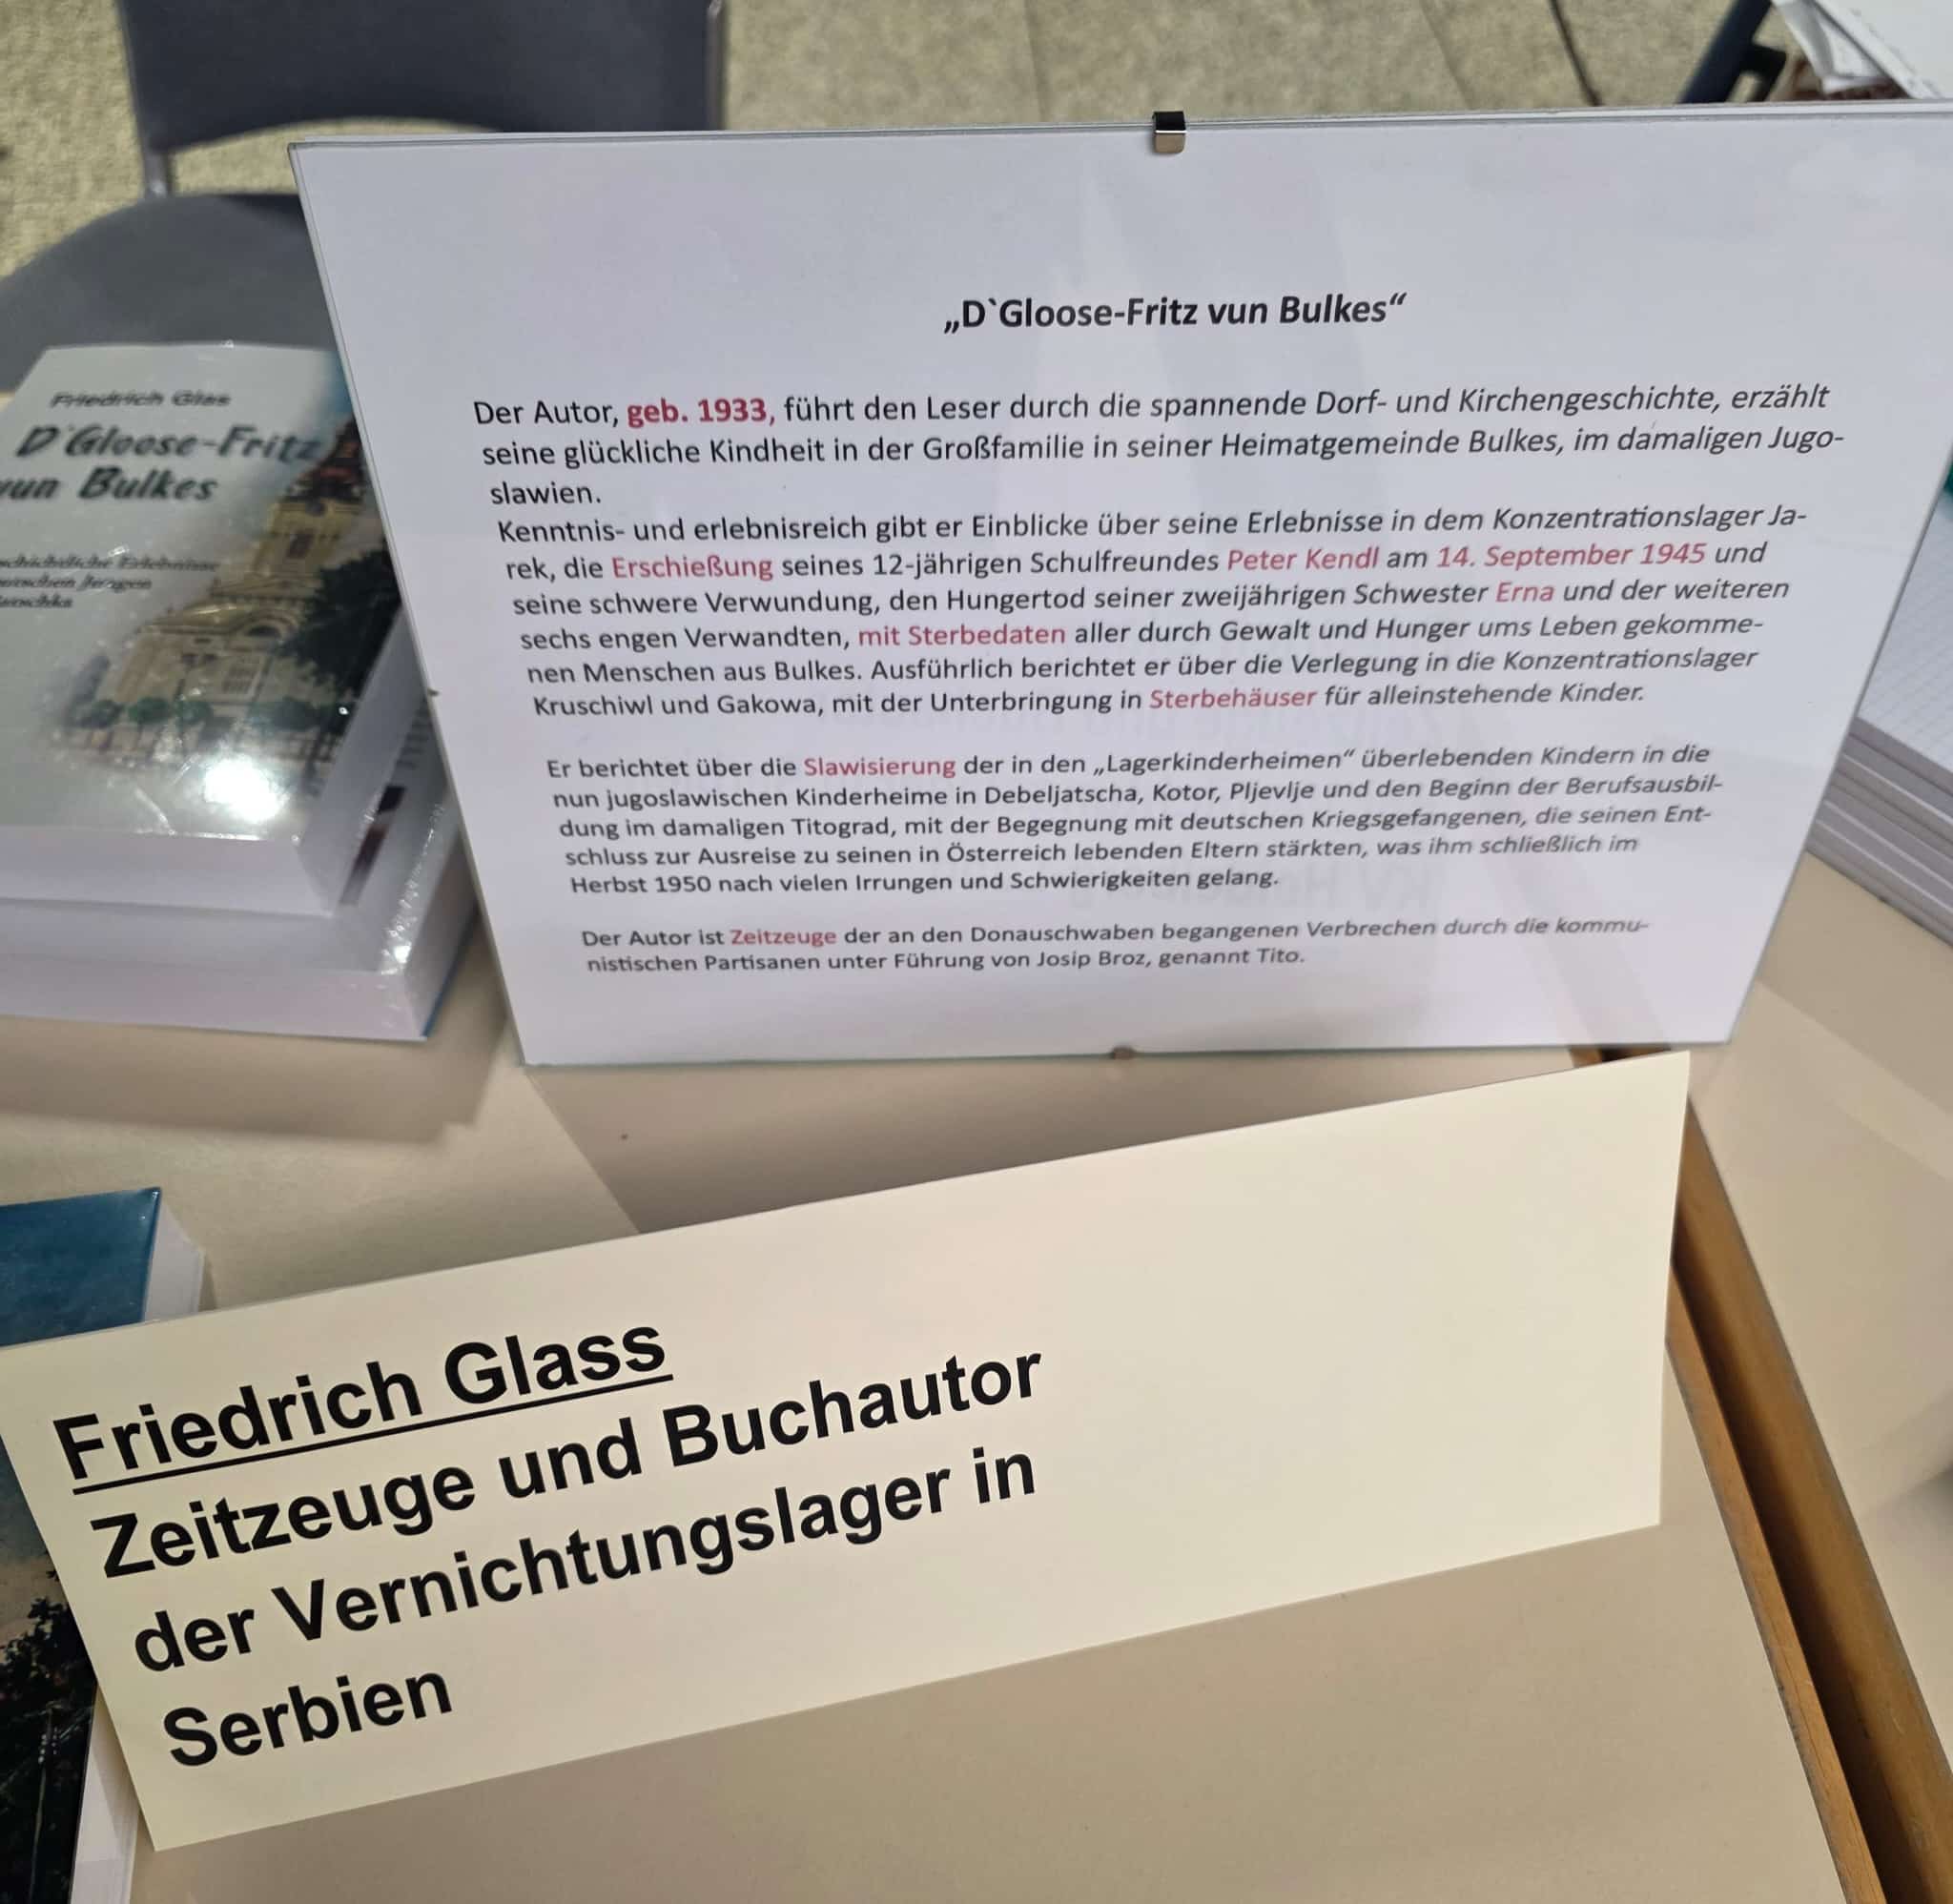 „D`Gloose-Fritz vun Bulkes“
Der Autor, geb. 1933, führt den Leser durch die spannende Dorf- und Kirchengeschichte, erzählt
seine glückliche Kindheit in der Großfamilie in seiner Heimatgemeinde Bulkes, im damaligen Jugo-
slawien.
Kenntnis- und erlebnisreich gibt er Einblicke über seine Erlebnisse in dem Konzentrationslager Ja-
rek, die Erschießung seines 12-jährigen Schulfreundes Peter Kendl am 14. September 1945 und
seine schwere Verwundung, den Hungertod seiner zweijährigen Schwester Erna und der weiteren
sechs engen Verwandten, mit Sterbedaten aller durch Gewalt und Hunger ums Leben gekomme-
nen Menschen aus Bulkes. Ausführlich berichtet er über die Verlegung in die Konzentrationslager
Kruschiwl und Gakowa, mit der Unterbringung in Sterbehäuser für alleinstehende Kinder.
Er berichtet über die Slawisierung der in den „Lagerkinderheimen“ überlebenden Kindern in die
nun jugoslawischen Kinderheime in Debeljatscha, Kotor, Pljevlje und den Beginn der Berufsausbil-
dung im damaligen Titograd, mit der Begegnung mit deutschen Kriegsgefangenen, die seinen Ent-
schluss zur Ausreise zu seinen in Österreich lebenden Eltern stärkten, was ihm schließlich im
Herbst 1950 nach vielen Irrungen und Schwierigkeiten gelang.
Der Autor ist Zeitzeuge der an den Donauschwaben begangenen Verbrechen durch die kommu-
nistischen Partisanen unter Führung von Josip Broz, genannt Tito.
Friedrich Glass
D`Gloose-Fritz
vun Bulkes
Friedrich Glass
Zeitzeuge und Buchautor
der Vernichtungslager in
Serbien